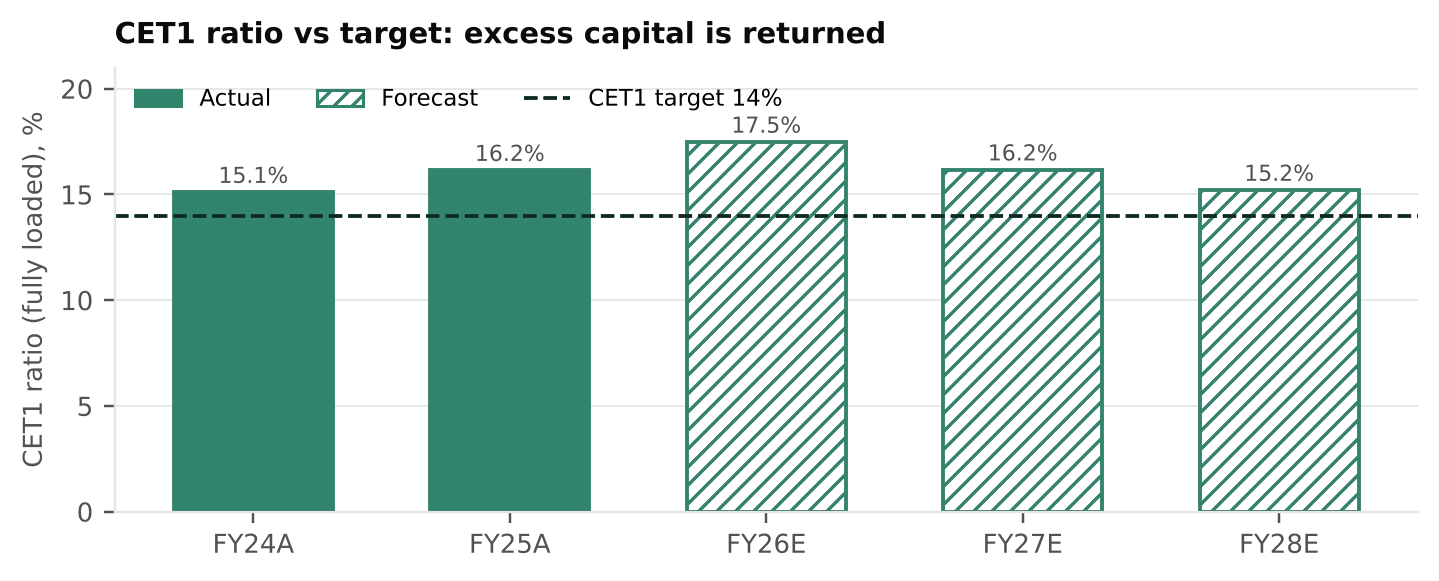 CET1 ratio vs target: excess capital is returned
CET1 ratio (fully loaded), %
20
15
10
5
0
Actual
Forecast
CET1 target 14%
15.1%
16.2%
17.5%
16.2%
15.2%
FY24A
FY25A
FY26E
FY27E
FY28E